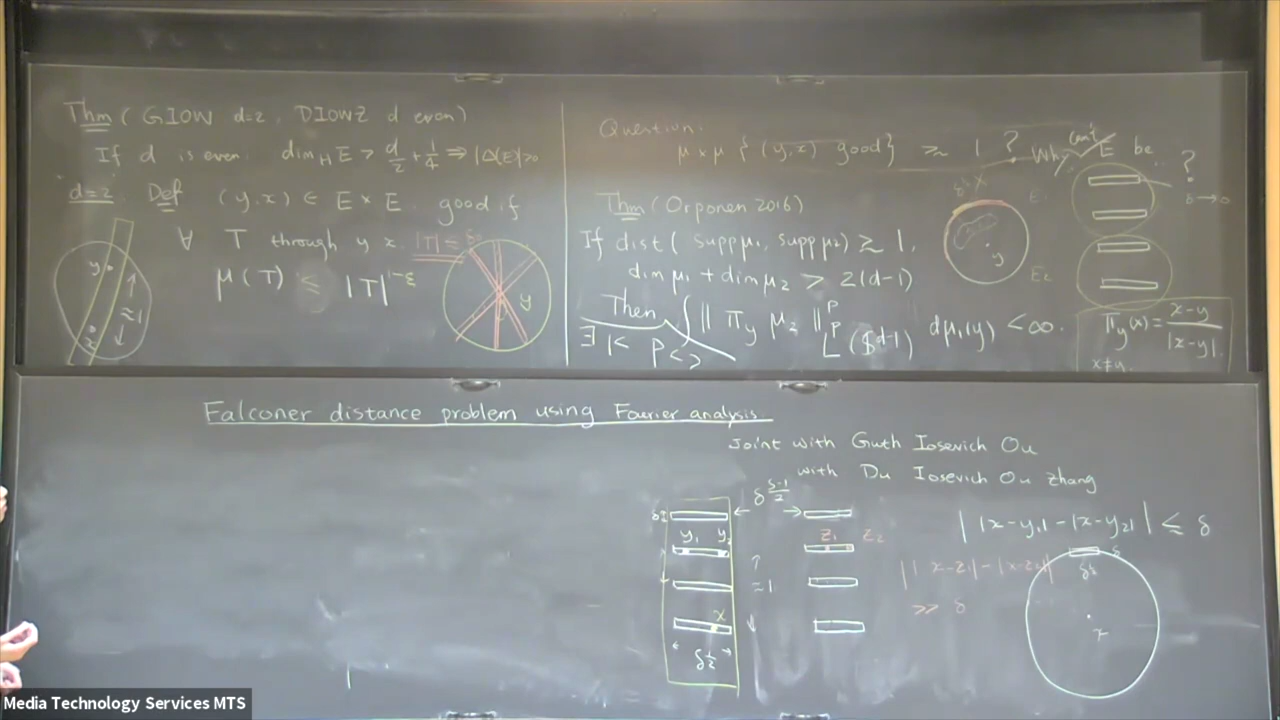 Thm ( GIOW d=2, DIOWZ d even)
If d is even. dim_H E > d/2 + 1/4 ⇒ |Δ(E)|>0
d=2. Def (y,x) ∈ E × E good if
∀ T through y x. |T| =
μ(T) ≲ |T|^{-ε}
y
x
≈1
y
Question:
μ×μ {(y,x) good} ≳ 1 ?
Why can't E be ?
δ→0
Thm (Orponen 2016)
If dist( supp μ1, supp μ2) ≳ 1,
dim μ1 + dim μ2 > 2(d-1)
Then ∫ || π_y μ2 ||^p_{L^p(S^{d-1})} dμ1(y) < ∞.
∃ 1< p<2
y
E1
E2
π_y(x) = x-y / |x-y|.
x≠y.
Falconer distance problem using Fourier analysis.
Joint with Guth Iosevich Ou
with Du Iosevich Ou Zhang
δ^{(s-1)/2}
δ
y1 y2
z1 z2
≈1
x
δ^{1/2}
| |x-y1| - |x-y2| | ≤ δ
| |x-z1| - |x-z2| |
>> δ
δ
δ^{1/2}
x
Media Technology Services MTS